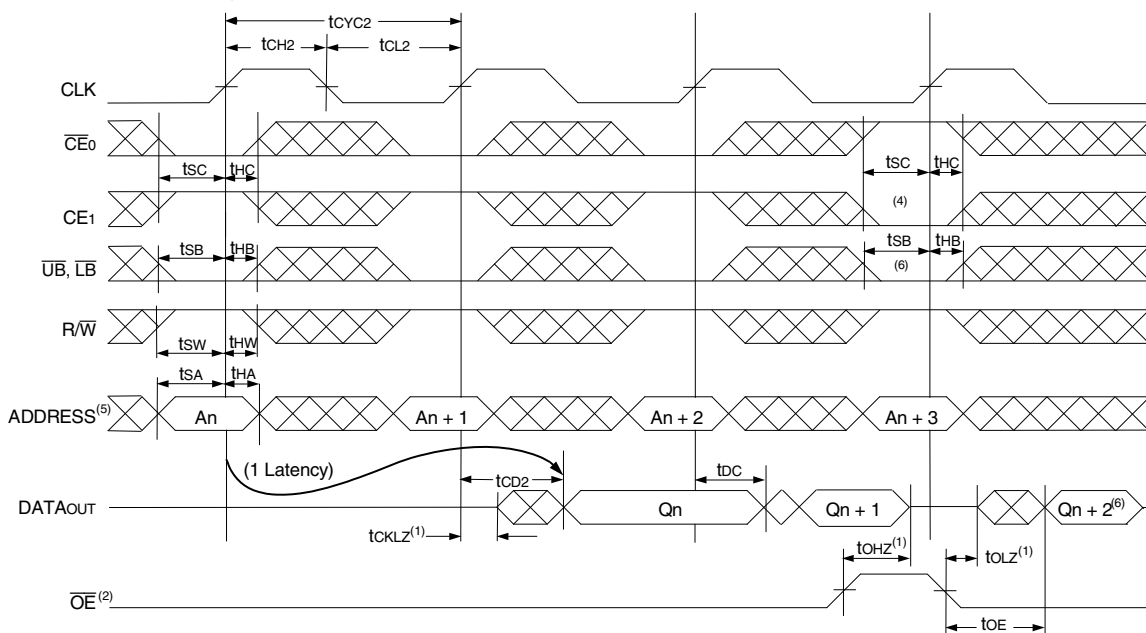 tCYC2
tCH2 tCL2
CLK
CE0
tSC tHC tSC tHC
CE1 (4)
tSB tHB tSB tHB
UB, LB (6)
R/W
tSW tHW
tSA tHA
ADDRESS(5) An An + 1 An + 2 An + 3
(1 Latency) tCD2 tDC
DATAOUT Qn Qn + 1 Qn + 2(6)
tCKLZ(1) tOHZ(1) tOLZ(1)
OE(2)
tOE